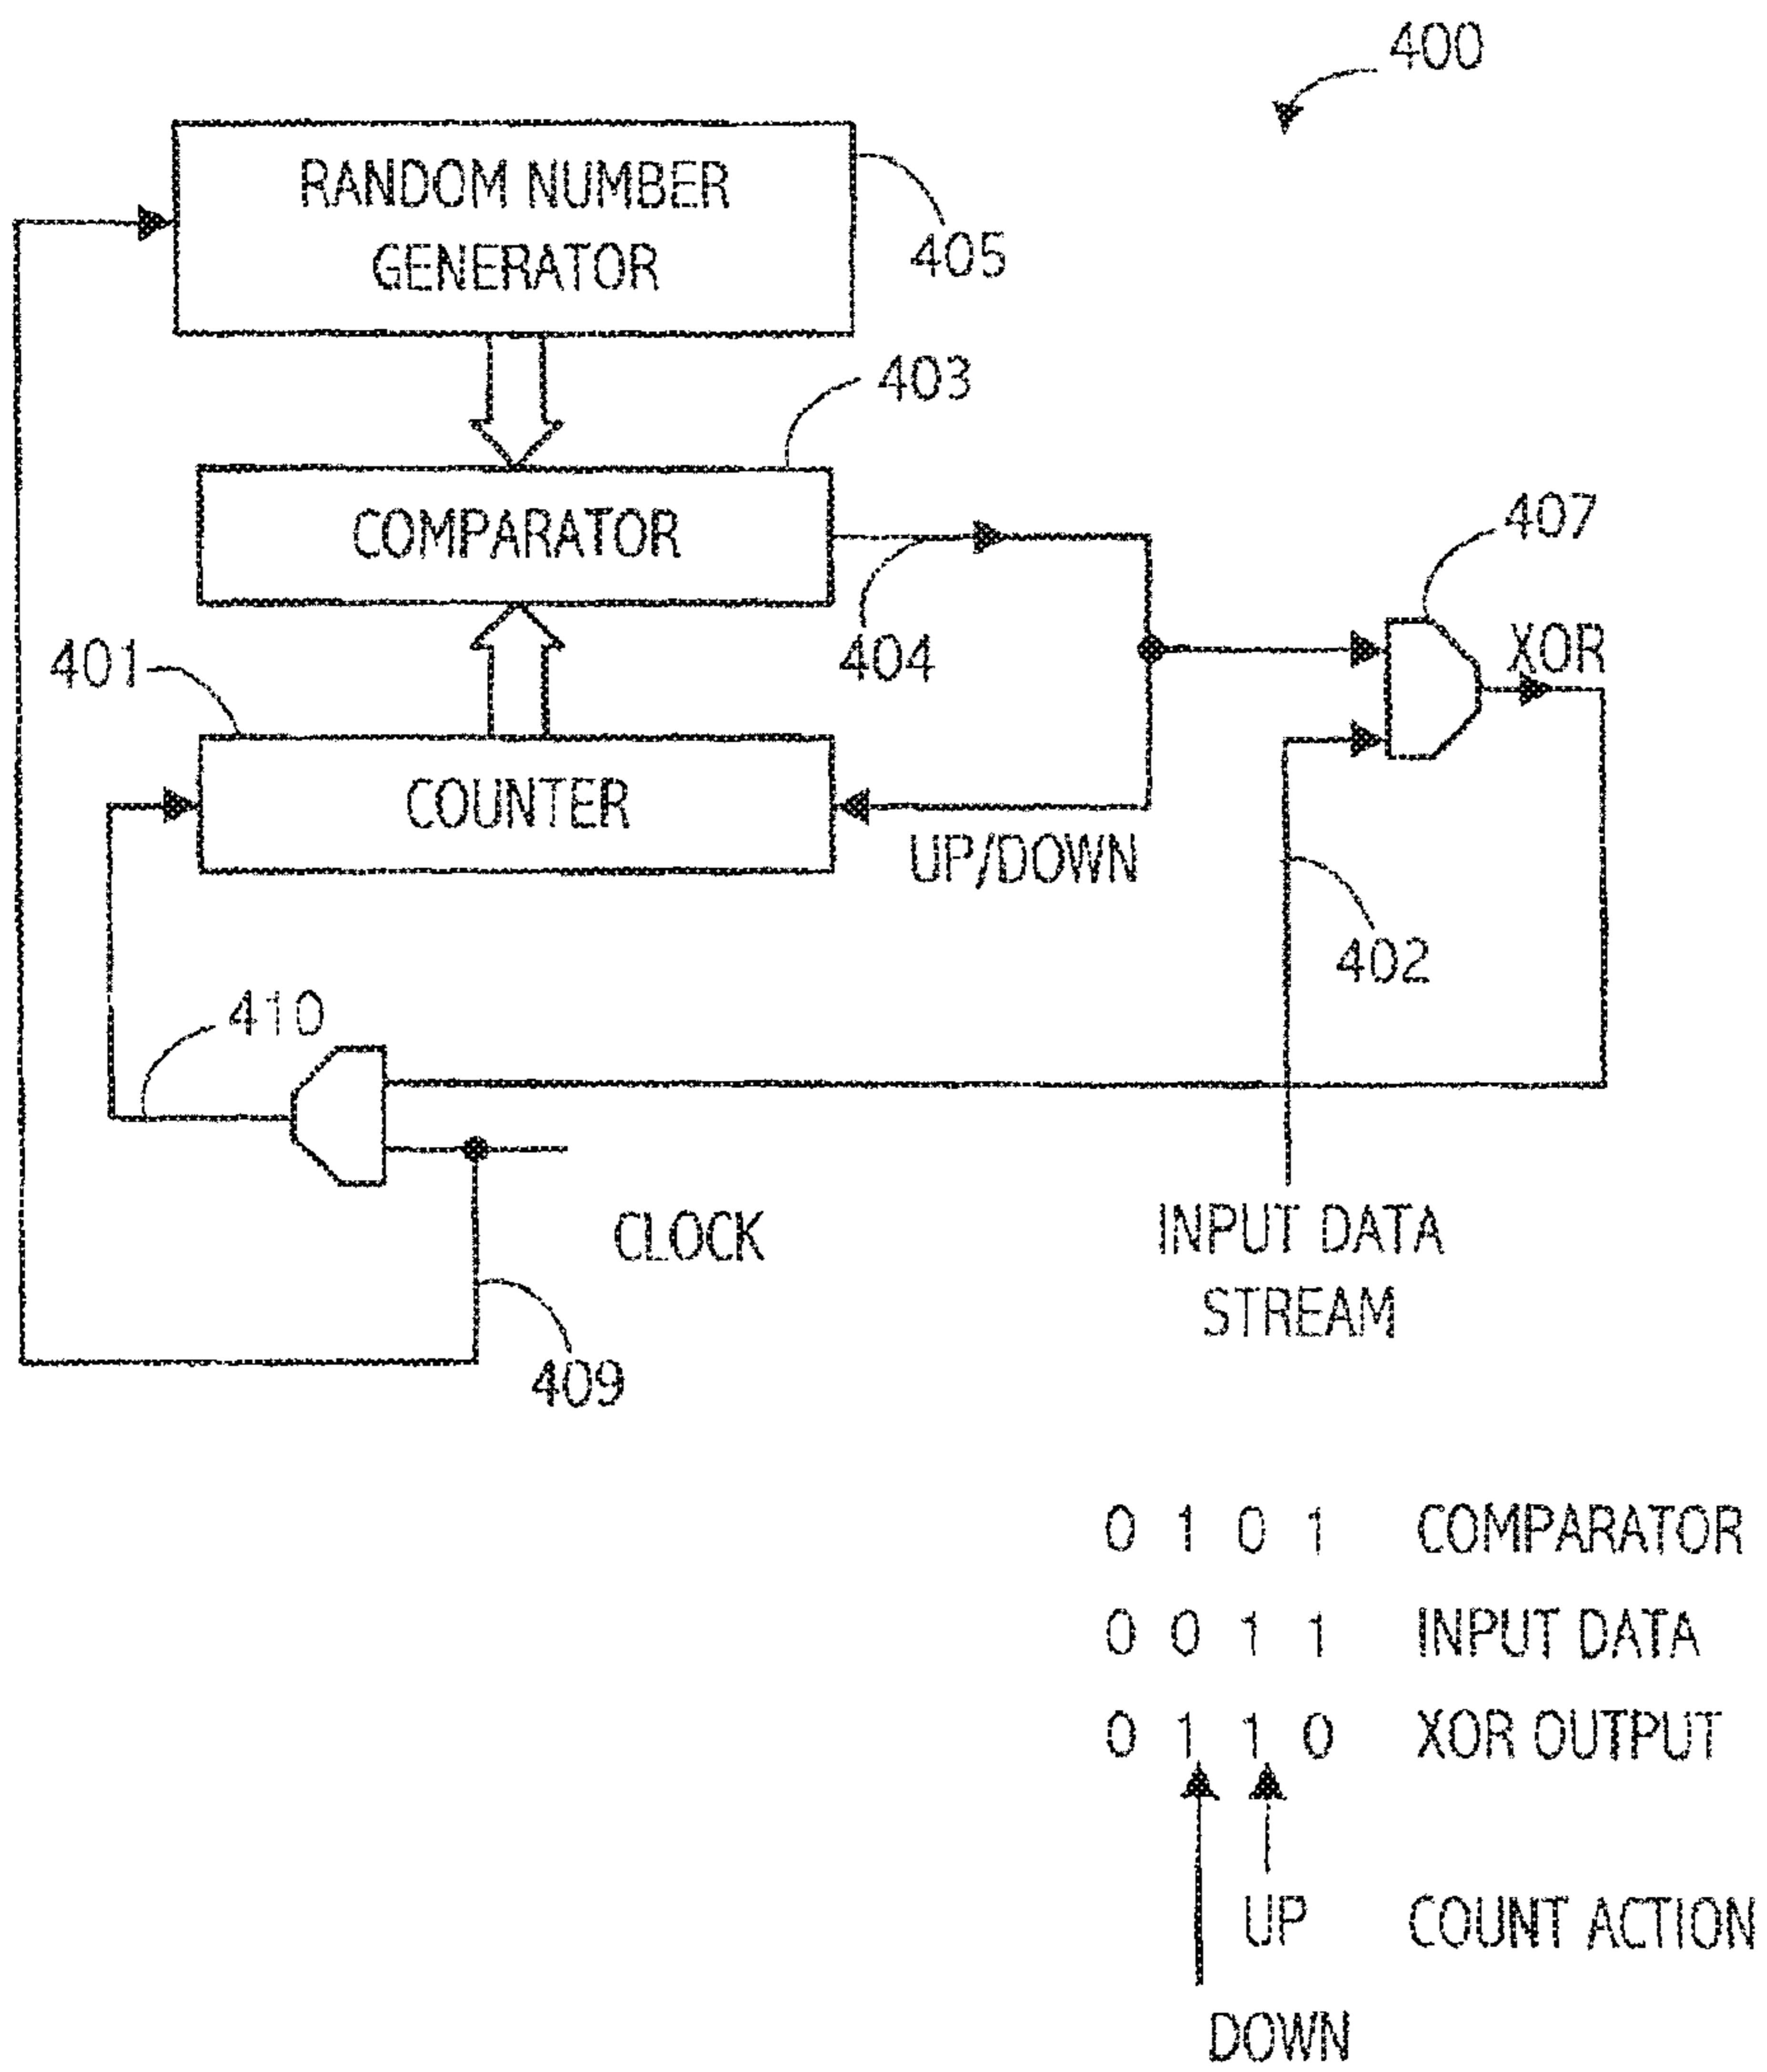 400
RANDOM NUMBER
GENERATOR
405
403
COMPARATOR
407
404
XOR
401
COUNTER
UP/DOWN
402
410
CLOCK
INPUT DATA
STREAM
409
0 1 0 1 COMPARATOR
0 0 1 1 INPUT DATA
0 1 1 0 XOR OUTPUT
UP COUNT ACTION
DOWN